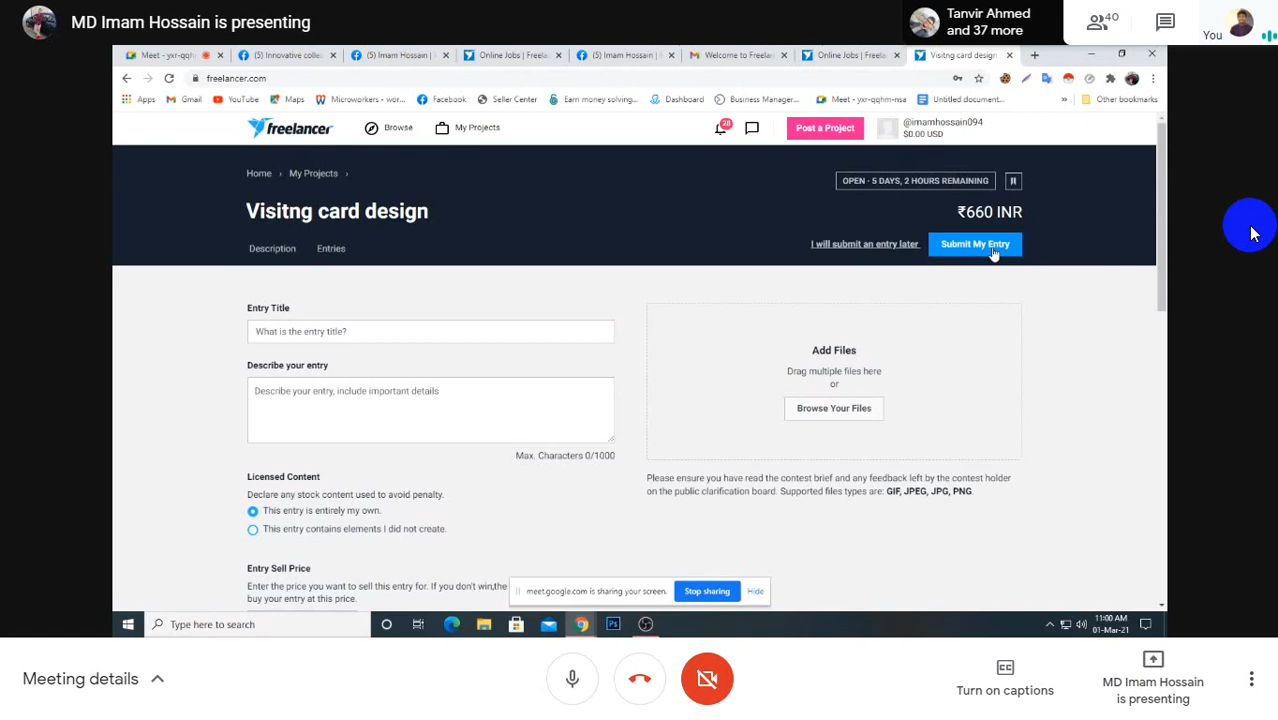 MD Imam Hossain is presenting
Tanvir Ahmed
and 37 more
40
You
Meet - yxr-qqh
(5) Innovative colle
(5) Imam Hossain |
Online Jobs | Freela
(5) Imam Hossain |
Welcome to Freelan
Online Jobs | Freela
Visitng card design
freelancer.com
Apps
Gmail
YouTube
Maps
Microworkers - wor...
Facebook
Seller Center
Earn money solving...
Dashboard
Business Manager...
Meet - qqhm-nsa
Untitled document...
»
Other bookmarks
freelancer
Browse
My Projects
28
Post a Project
@imamhossain094
$0.00 USD
Home › My Projects ›
OPEN - 5 DAYS, 2 HOURS REMAINING
Visitng card design
₹660 INR
Description
Entries
I will submit an entry later
Submit My Entry
Entry Title
What is the entry title?
Describe your entry
Describe your entry, include important details
Max. Characters 0/1000
Add Files
Drag multiple files here
or
Browse Your Files
Please ensure you have read the contest brief and any feedback left by the contest holder
on the public clarification board. Supported files types are: GIF, JPEG, JPG, PNG.
Licensed Content
Declare any stock content used to avoid penalty.
This entry is entirely my own.
This entry contains elements I did not create.
Entry Sell Price
Enter the price you want to sell this entry for. If you don't win,the
buy your entry at this price.
meet.google.com is sharing your screen.
Stop sharing
Hide
Type here to search
Ps
11:00 AM
01-Mar-21
Meeting details
CC
Turn on captions
MD Imam Hossain
is presenting